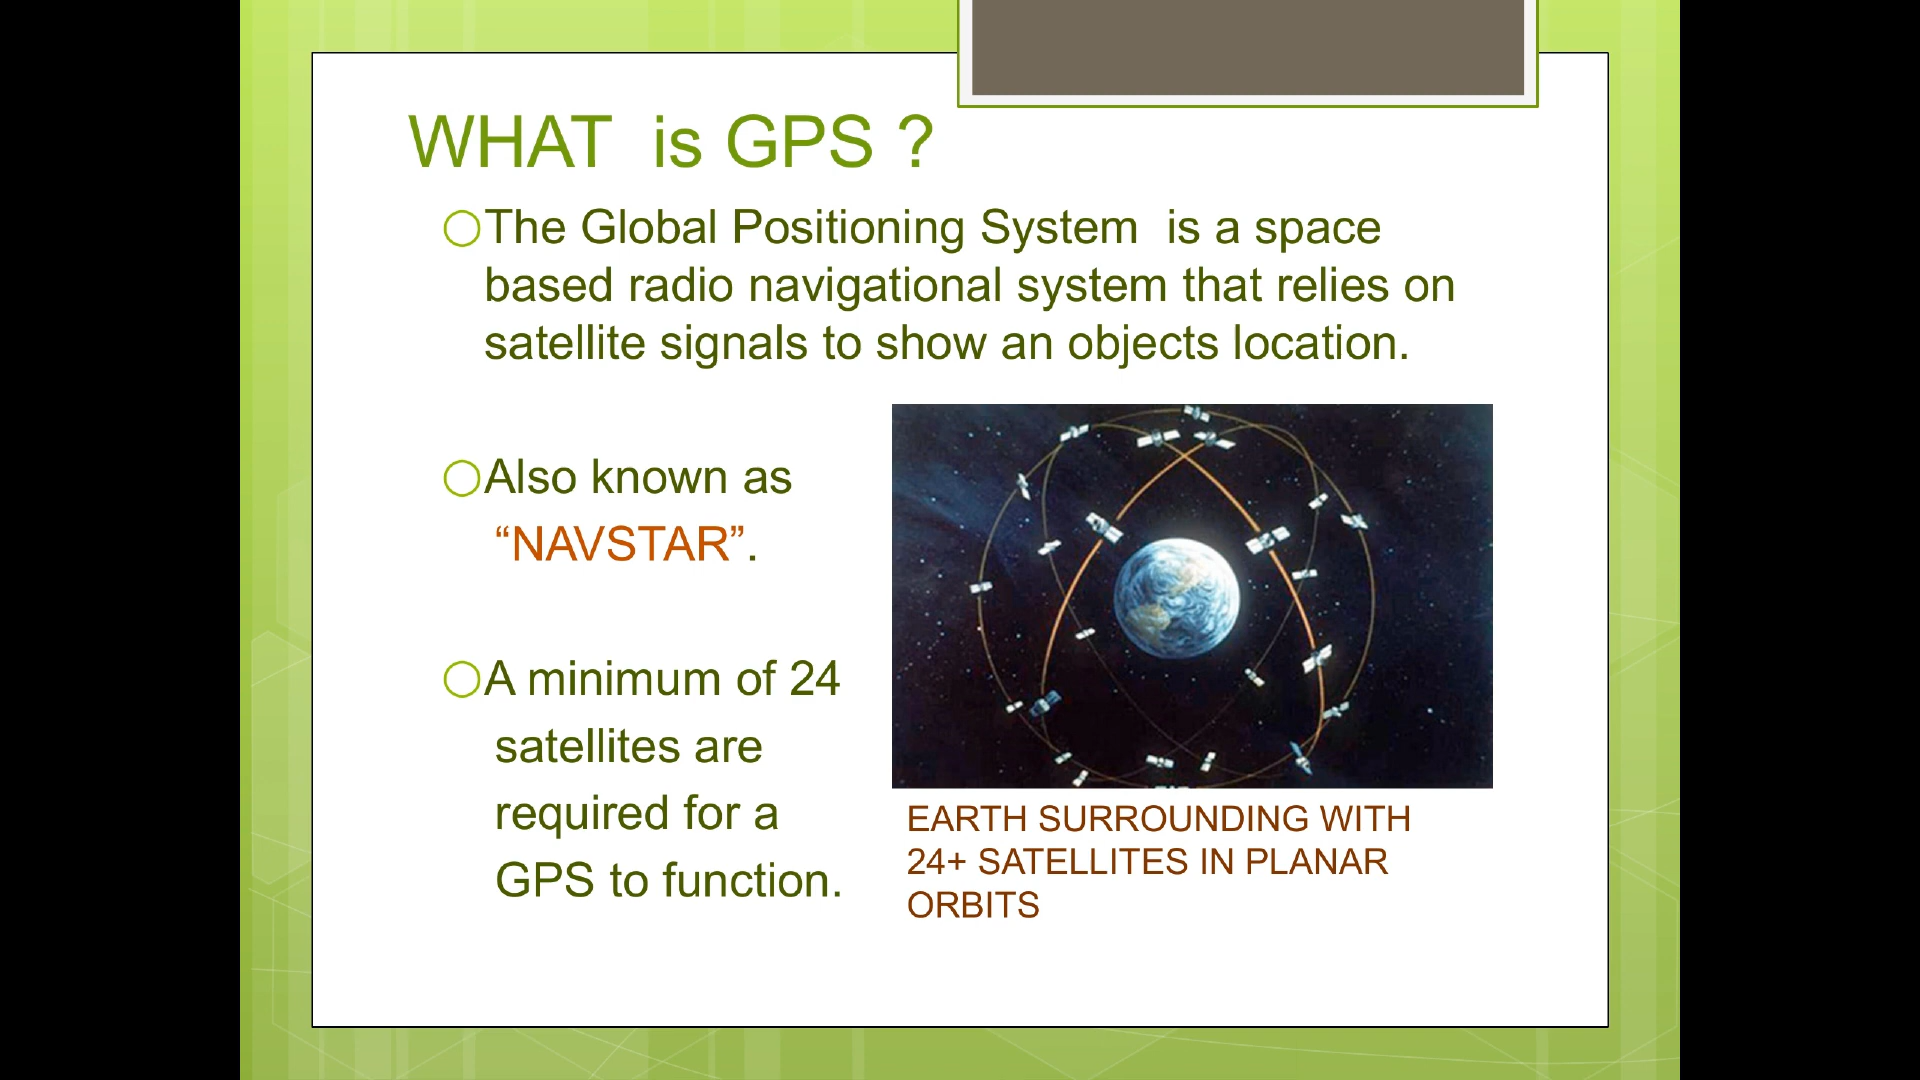 WHAT  is GPS ?
The Global Positioning System  is a space
based radio navigational system that relies on
satellite signals to show an objects location.
Also known as
“NAVSTAR”.
A minimum of 24
satellites are
required for a
GPS to function.
EARTH SURROUNDING WITH
24+ SATELLITES IN PLANAR
ORBITS